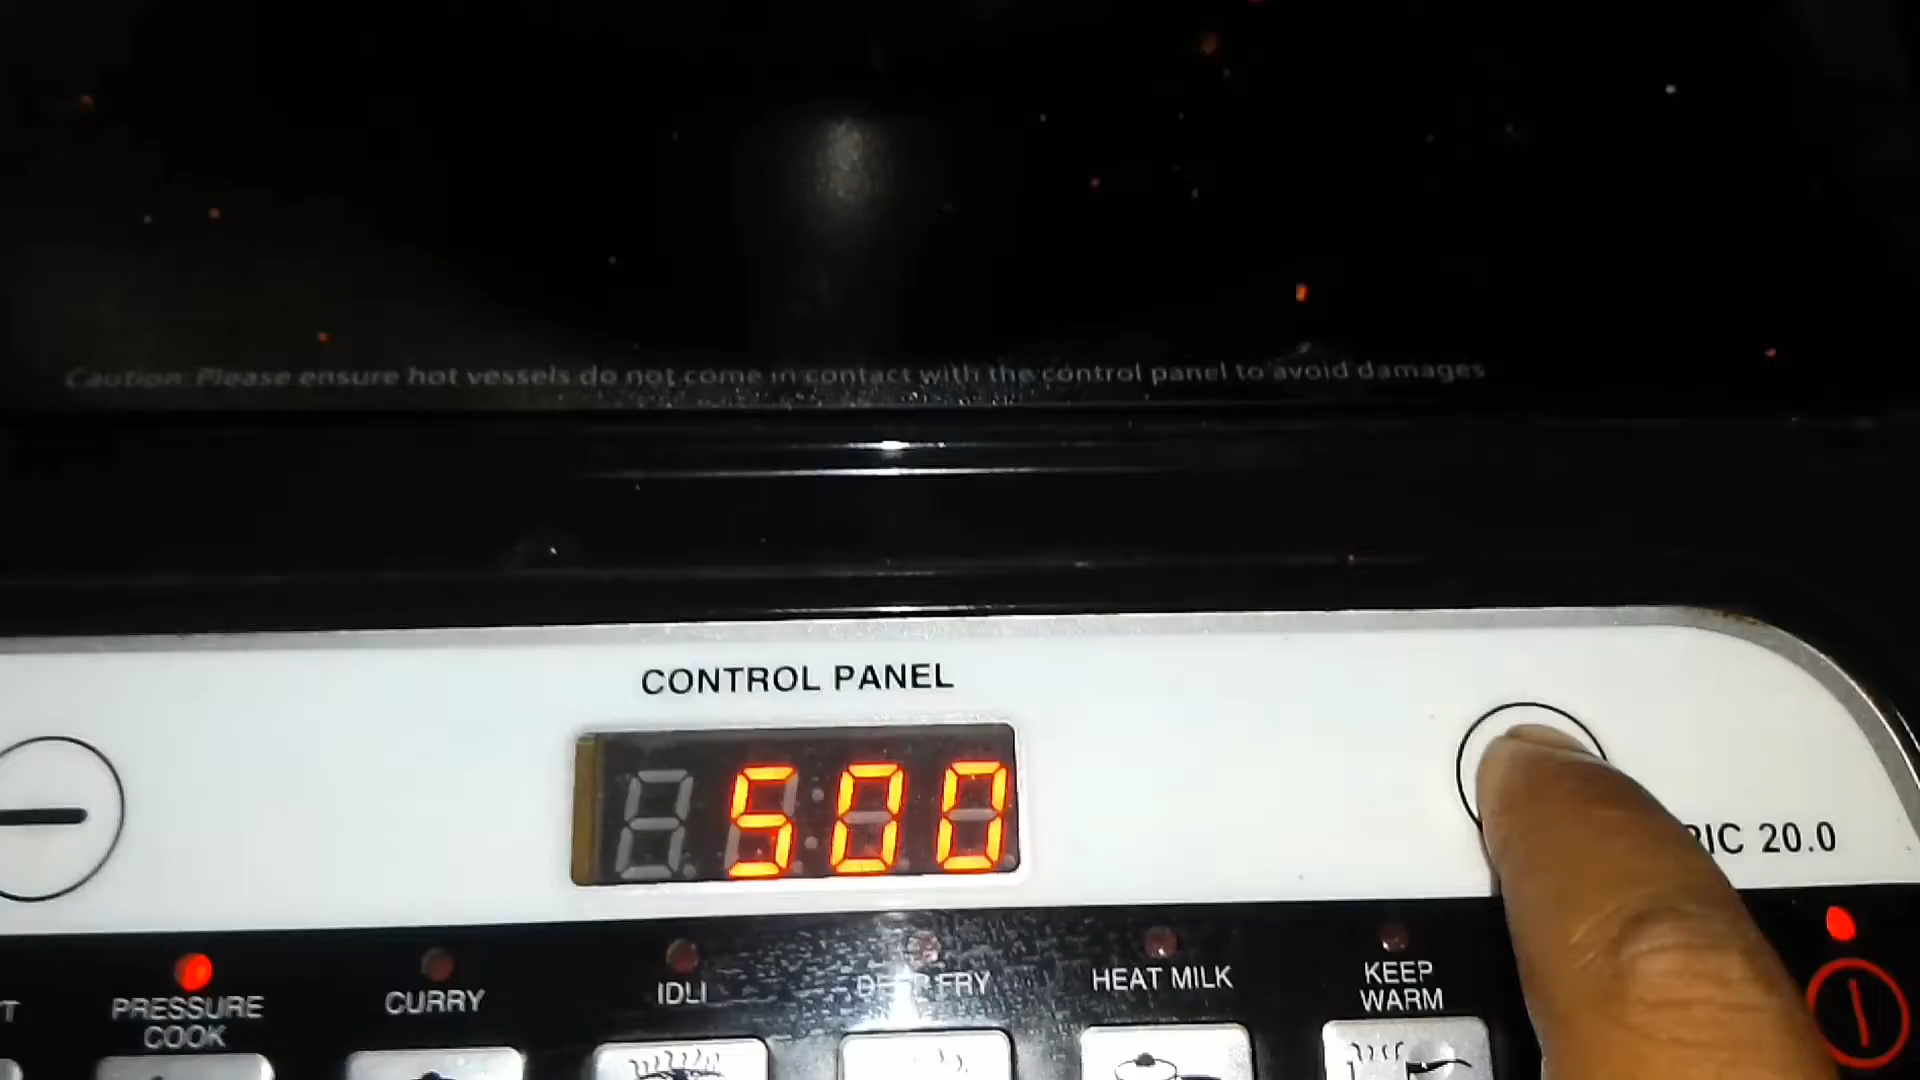 Caution: Please ensure hot vessels do not come in contact with the control panel to avoid damages
CONTROL PANEL
500
IC 20.0
PRESSURE COOK
CURRY
IDLI
DEEP FRY
HEAT MILK
KEEP WARM